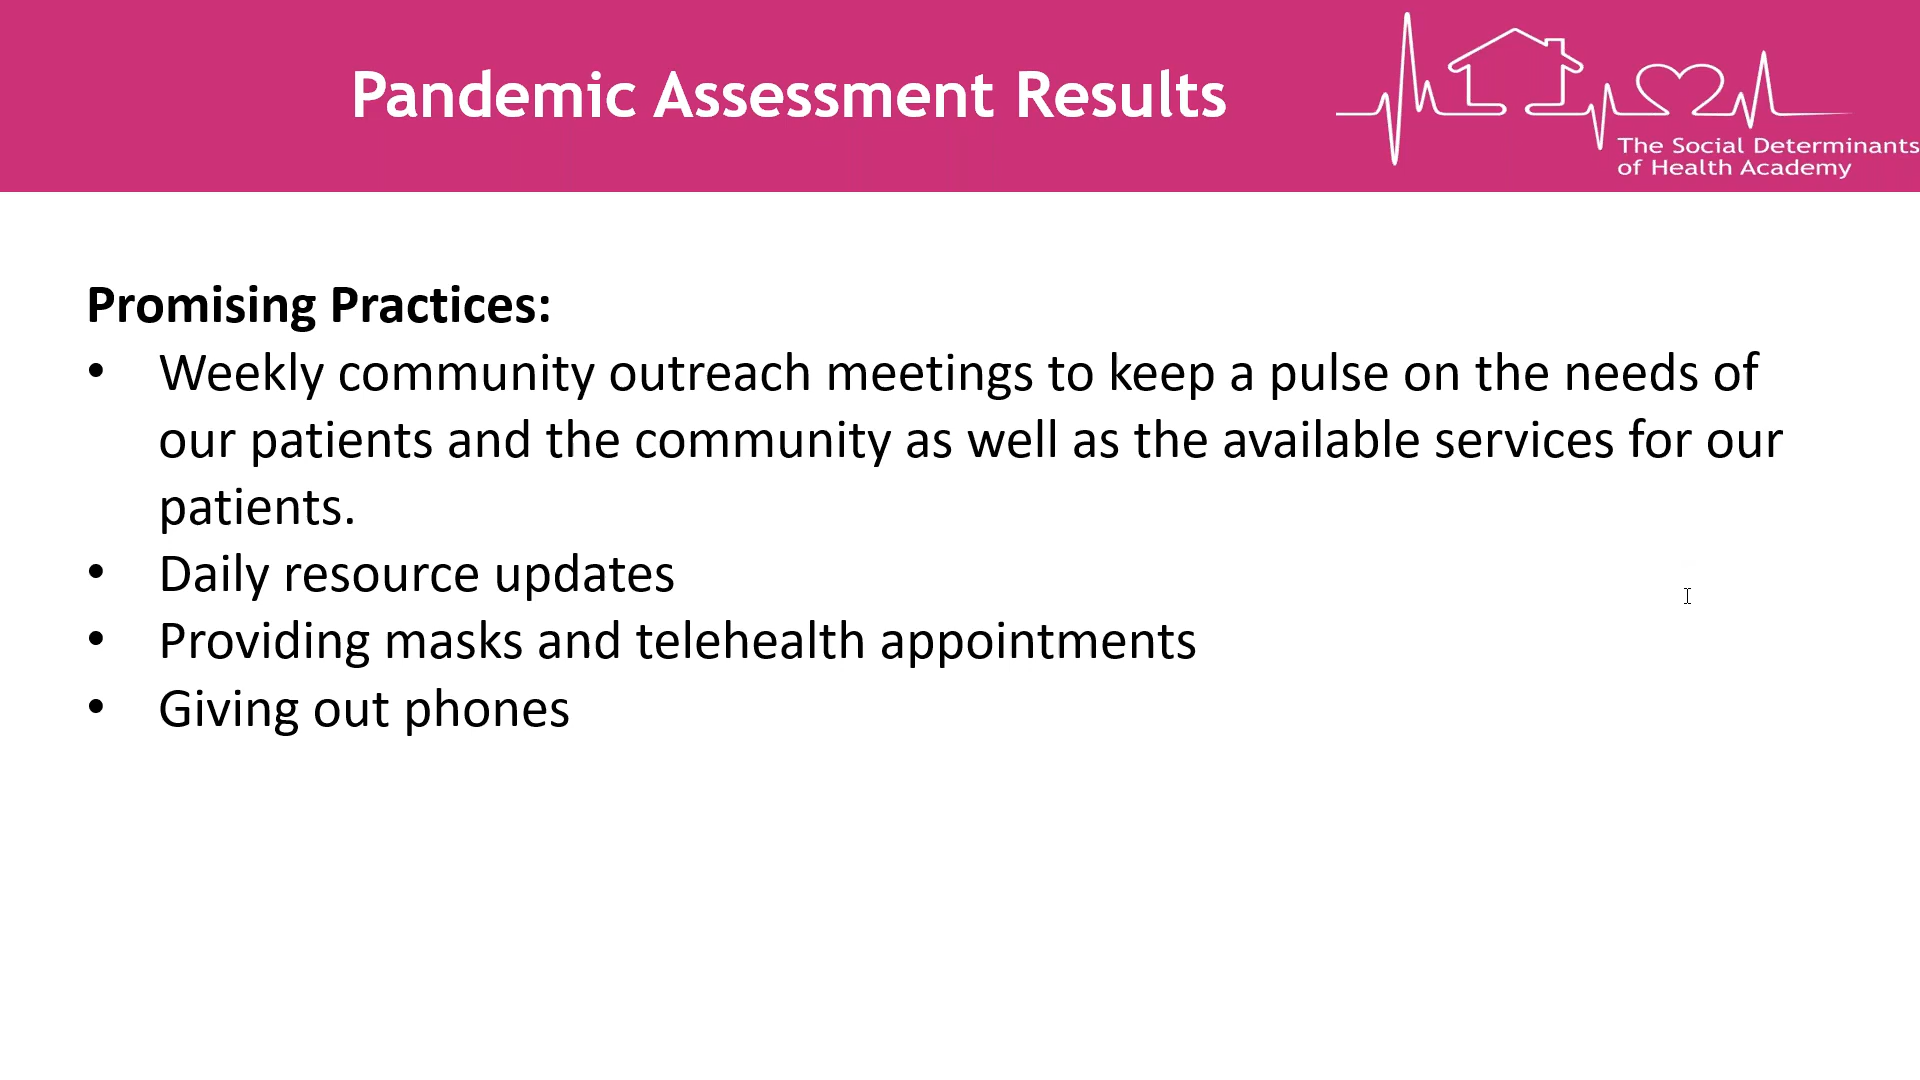 Pandemic Assessment Results
The Social Determinants
of Health Academy
Promising Practices:
• Weekly community outreach meetings to keep a pulse on the needs of
our patients and the community as well as the available services for our
patients.
• Daily resource updates
• Providing masks and telehealth appointments
• Giving out phones